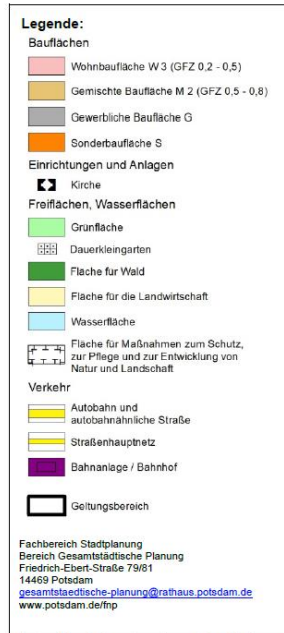 Legende:
Bauflächen
Wohnbaufläche W 3 (GFZ 0,2 - 0,5)
Gemischte Baufläche M 2 (GFZ 0,5 - 0,8)
Gewerbliche Baufläche G
Sonderbaufläche S
Einrichtungen und Anlagen
Kirche
Freiflächen, Wasserflächen
Grünfläche
Dauerkleingarten
Fläche für Wald
Fläche für die Landwirtschaft
Wasserfläche
Fläche für Maßnahmen zum Schutz,
zur Pflege und zur Entwicklung von
Natur und Landschaft
Verkehr
Autobahn und
autobahnähnliche Straße
Straßenhauptnetz
Bahnanlage / Bahnhof
Geltungsbereich
Fachbereich Stadtplanung
Bereich Gesamtstädtische Planung
Friedrich-Ebert-Straße 79/81
14469 Potsdam
gesamtstaedtische-planung@rathaus.potsdam.de
www.potsdam.de/fnp